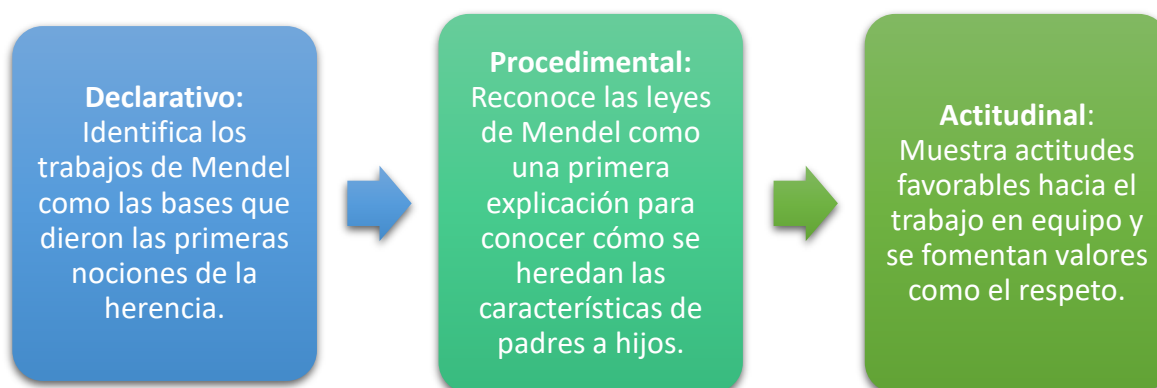 Declarativo:
Identifica los
trabajos de Mendel
como las bases que
dieron las primeras
nociones de la
herencia.
Procedimental:
Reconoce las leyes
de Mendel como
una primera
explicación para
conocer cómo se
heredan las
características de
padres a hijos.
Actitudinal:
Muestra actitudes
favorables hacia el
trabajo en equipo y
se fomentan valores
como el respeto.